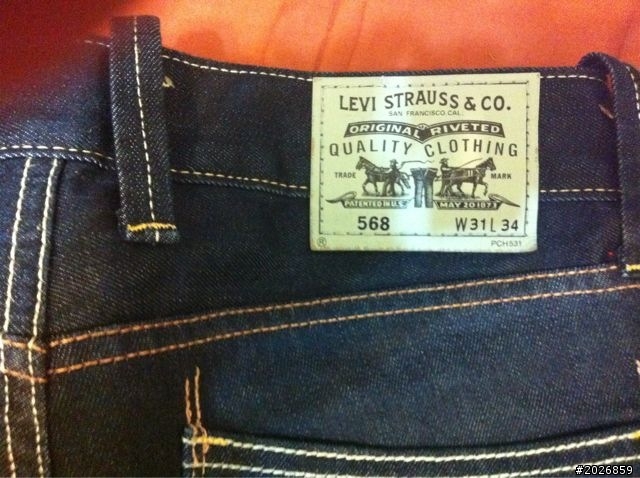 LEVI STRAUSS & CO.
SAN FRANCISCO CAL.
ORIGINAL RIVETED
QUALITY CLOTHING
TRADE MARK
PATENTED IN U.S. MAY 20 1873
568 W31 L 34
® PCH531
#2026859